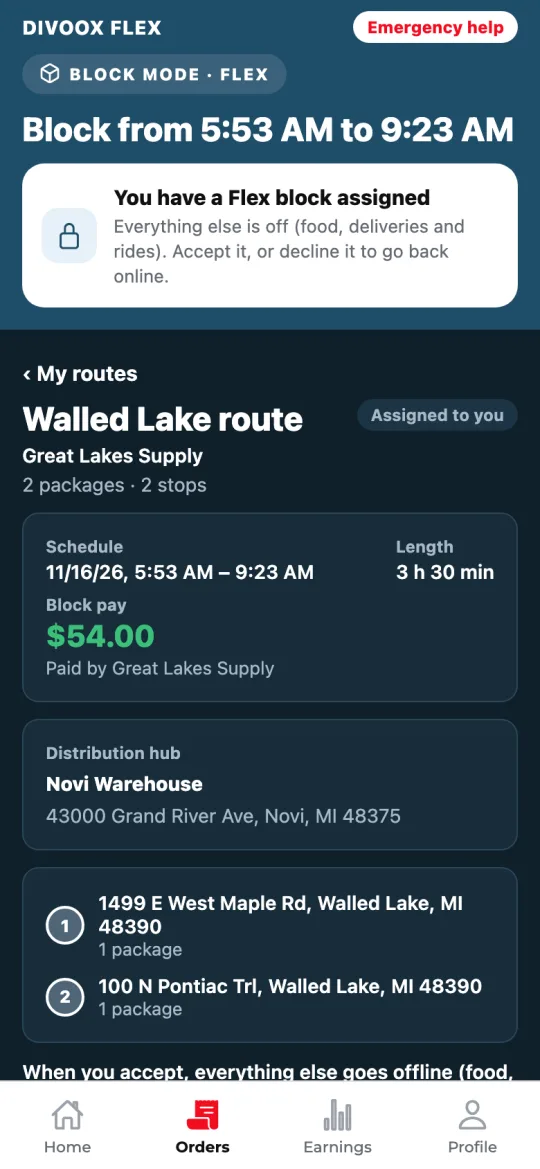 DIVOOX FLEX
Emergency help
BLOCK MODE · FLEX
Block from 5:53 AM to 9:23 AM
You have a Flex block assigned
Everything else is off (food, deliveries and
rides). Accept it, or decline it to go back
online.
‹ My routes
Walled Lake route
Assigned to you
Great Lakes Supply
2 packages · 2 stops
Schedule
Length
11/16/26, 5:53 AM – 9:23 AM
3 h 30 min
Block pay
$54.00
Paid by Great Lakes Supply
Distribution hub
Novi Warehouse
43000 Grand River Ave, Novi, MI 48375
1
1499 E West Maple Rd, Walled Lake, MI
48390
1 package
2
100 N Pontiac Trl, Walled Lake, MI 48390
1 package
When you accept, everything else goes offline (food,
Home
Orders
Earnings
Profile